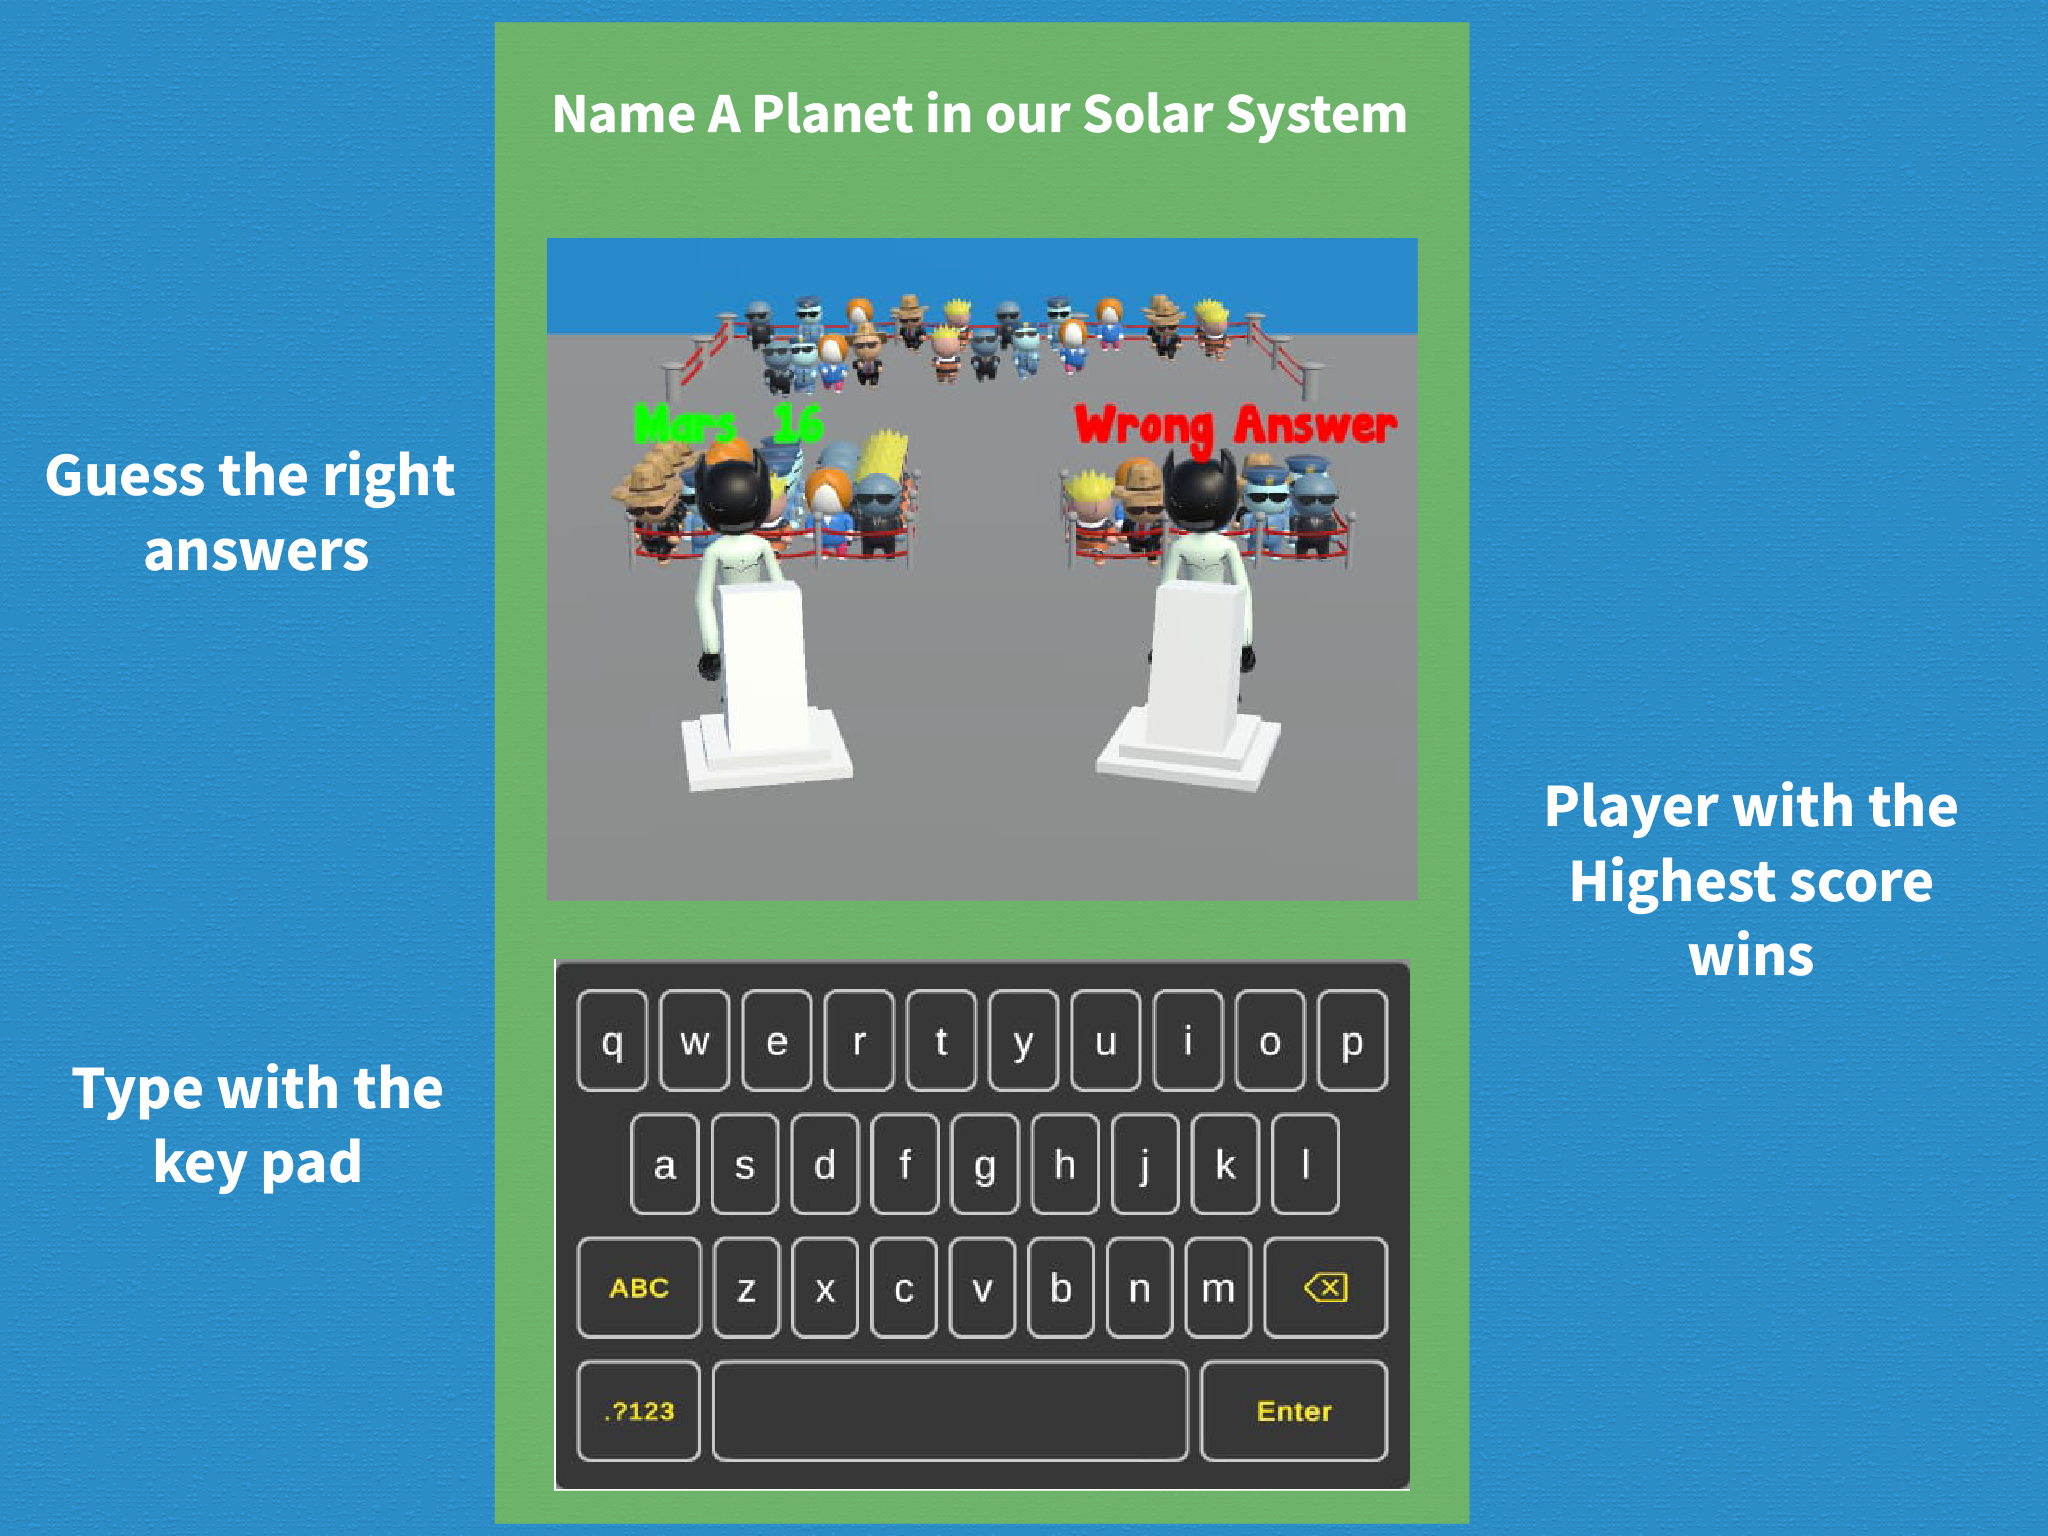 Name A Planet in our Solar System
Mars 16
Wrong Answer
Guess the right
answers
Player with the
Highest score
wins
Type with the
key pad
q w e r t y u i o p
a s d f g h j k l
ABC z x c v b n m
.?123 Enter